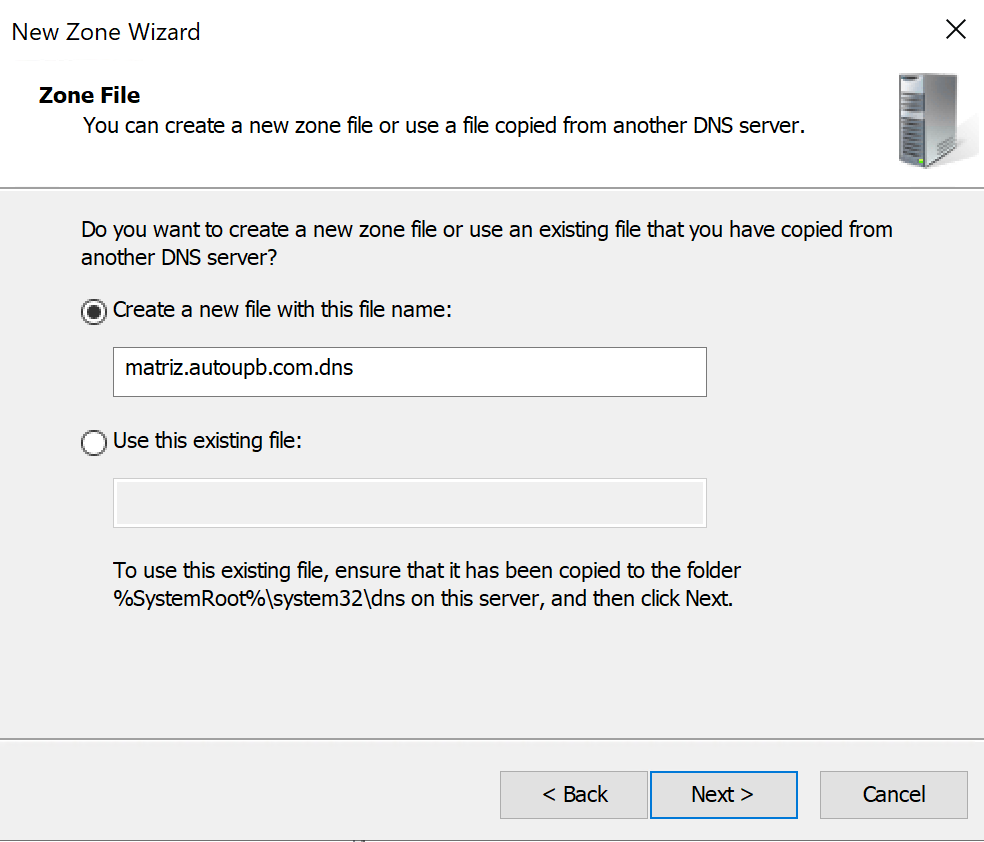 New Zone Wizard
Zone File
You can create a new zone file or use a file copied from another DNS server.
Do you want to create a new zone file or use an existing file that you have copied from
another DNS server?
Create a new file with this file name:
matriz.autoupb.com.dns
Use this existing file:
To use this existing file, ensure that it has been copied to the folder
%SystemRoot%\system32\dns on this server, and then click Next.
< Back
Next >
Cancel